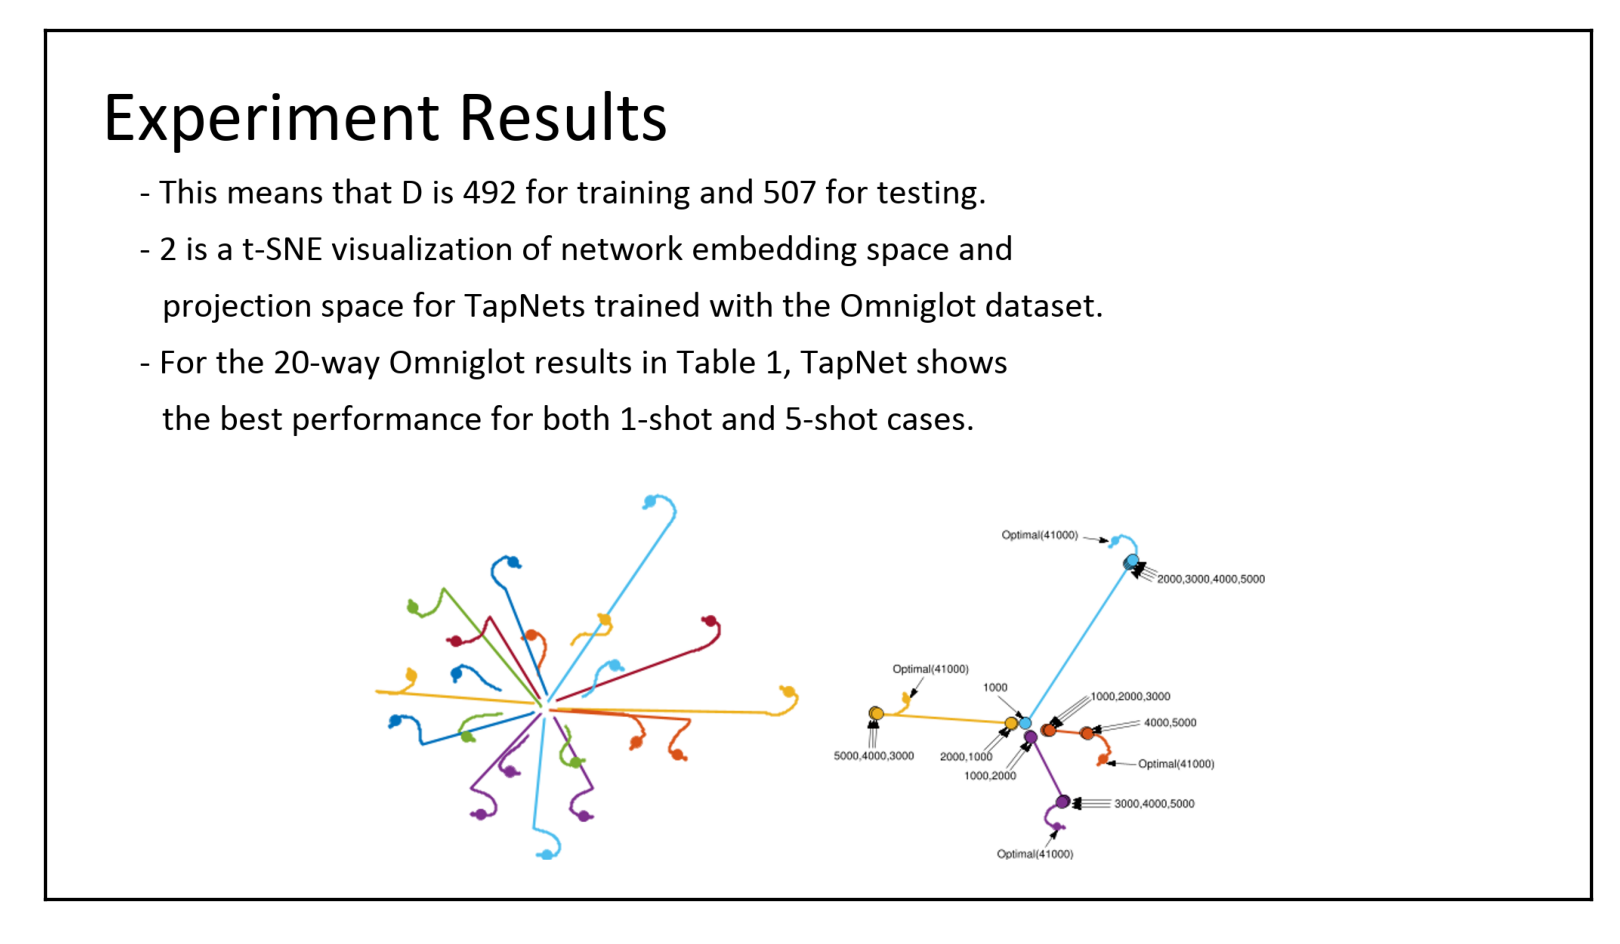 Experiment Results
- This means that D is 492 for training and 507 for testing.
- 2 is a t-SNE visualization of network embedding space and
projection space for TapNets trained with the Omniglot dataset.
- For the 20-way Omniglot results in Table 1, TapNet shows
the best performance for both 1-shot and 5-shot cases.
Optimal(41000)
2000,3000,4000,5000
Optimal(41000)
1000
1000,2000,3000
4000,5000
5000,4000,3000
2000,1000
Optimal(41000)
1000,2000
3000,4000,5000
Optimal(41000)